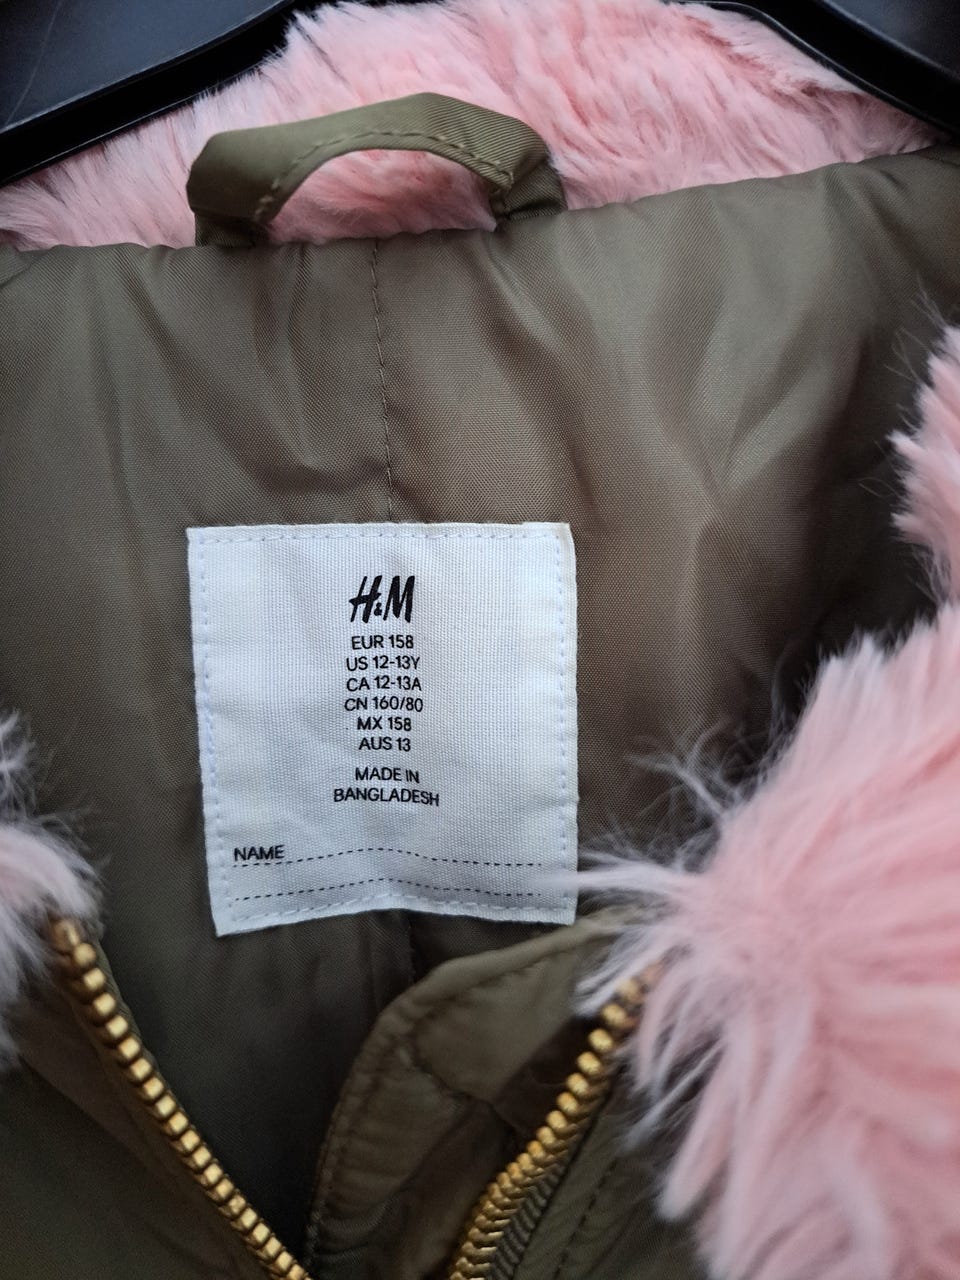 H&M
EUR 158
US 12-13Y
CA 12-13A
CN 160/80
MX 158
AUS 13
MADE IN
BANGLADESH
NAME